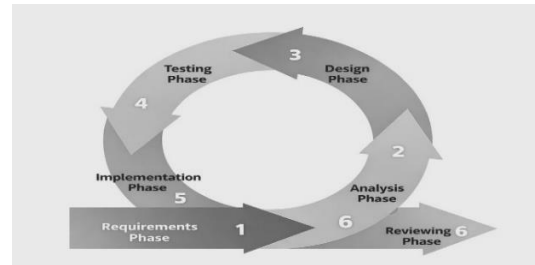 3
Testing
Phase
Design
Phase
4
2
Implementation
Phase
5
Analysis
Phase
Requirements
Phase
1
6
Reviewing
Phase
6